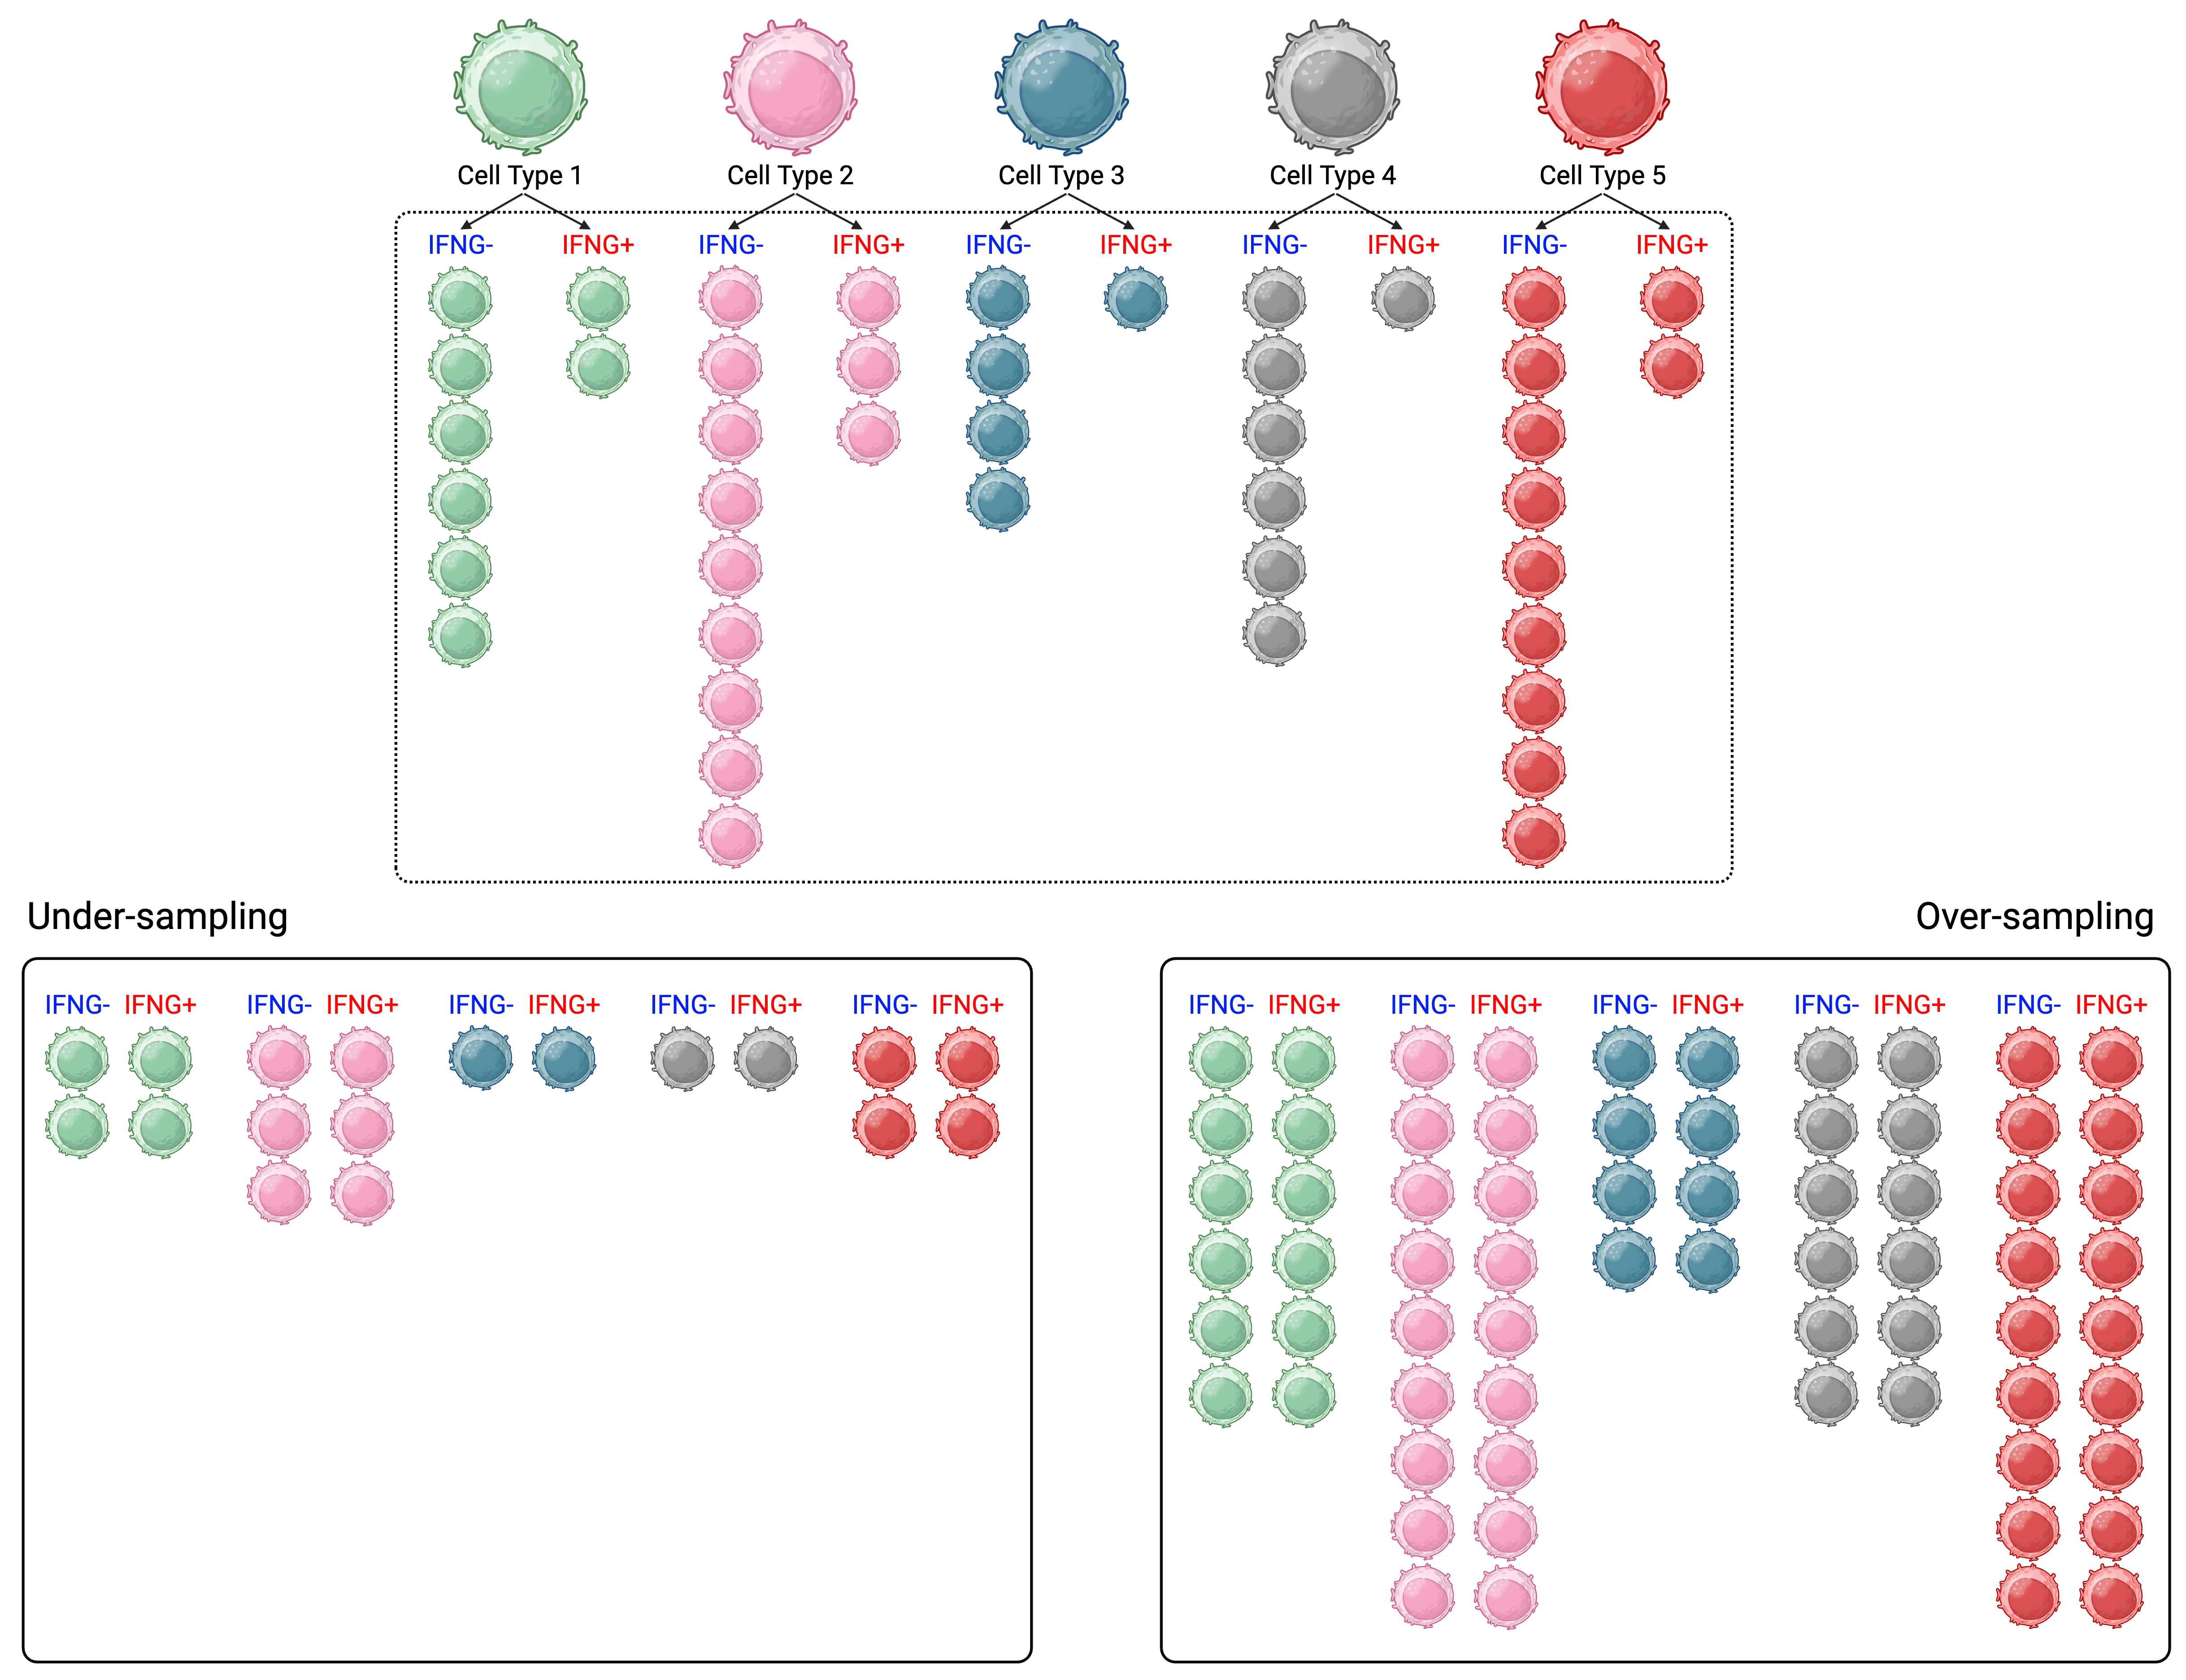 Cell Type 1 Cell Type 2 Cell Type 3 Cell Type 4 Cell Type 5
IFNG- IFNG+ IFNG- IFNG+ IFNG- IFNG+ IFNG- IFNG+ IFNG- IFNG+
Under-sampling
Over-sampling
IFNG- IFNG+ IFNG- IFNG+ IFNG- IFNG+ IFNG- IFNG+ IFNG- IFNG+
IFNG- IFNG+ IFNG- IFNG+ IFNG- IFNG+ IFNG- IFNG+ IFNG- IFNG+